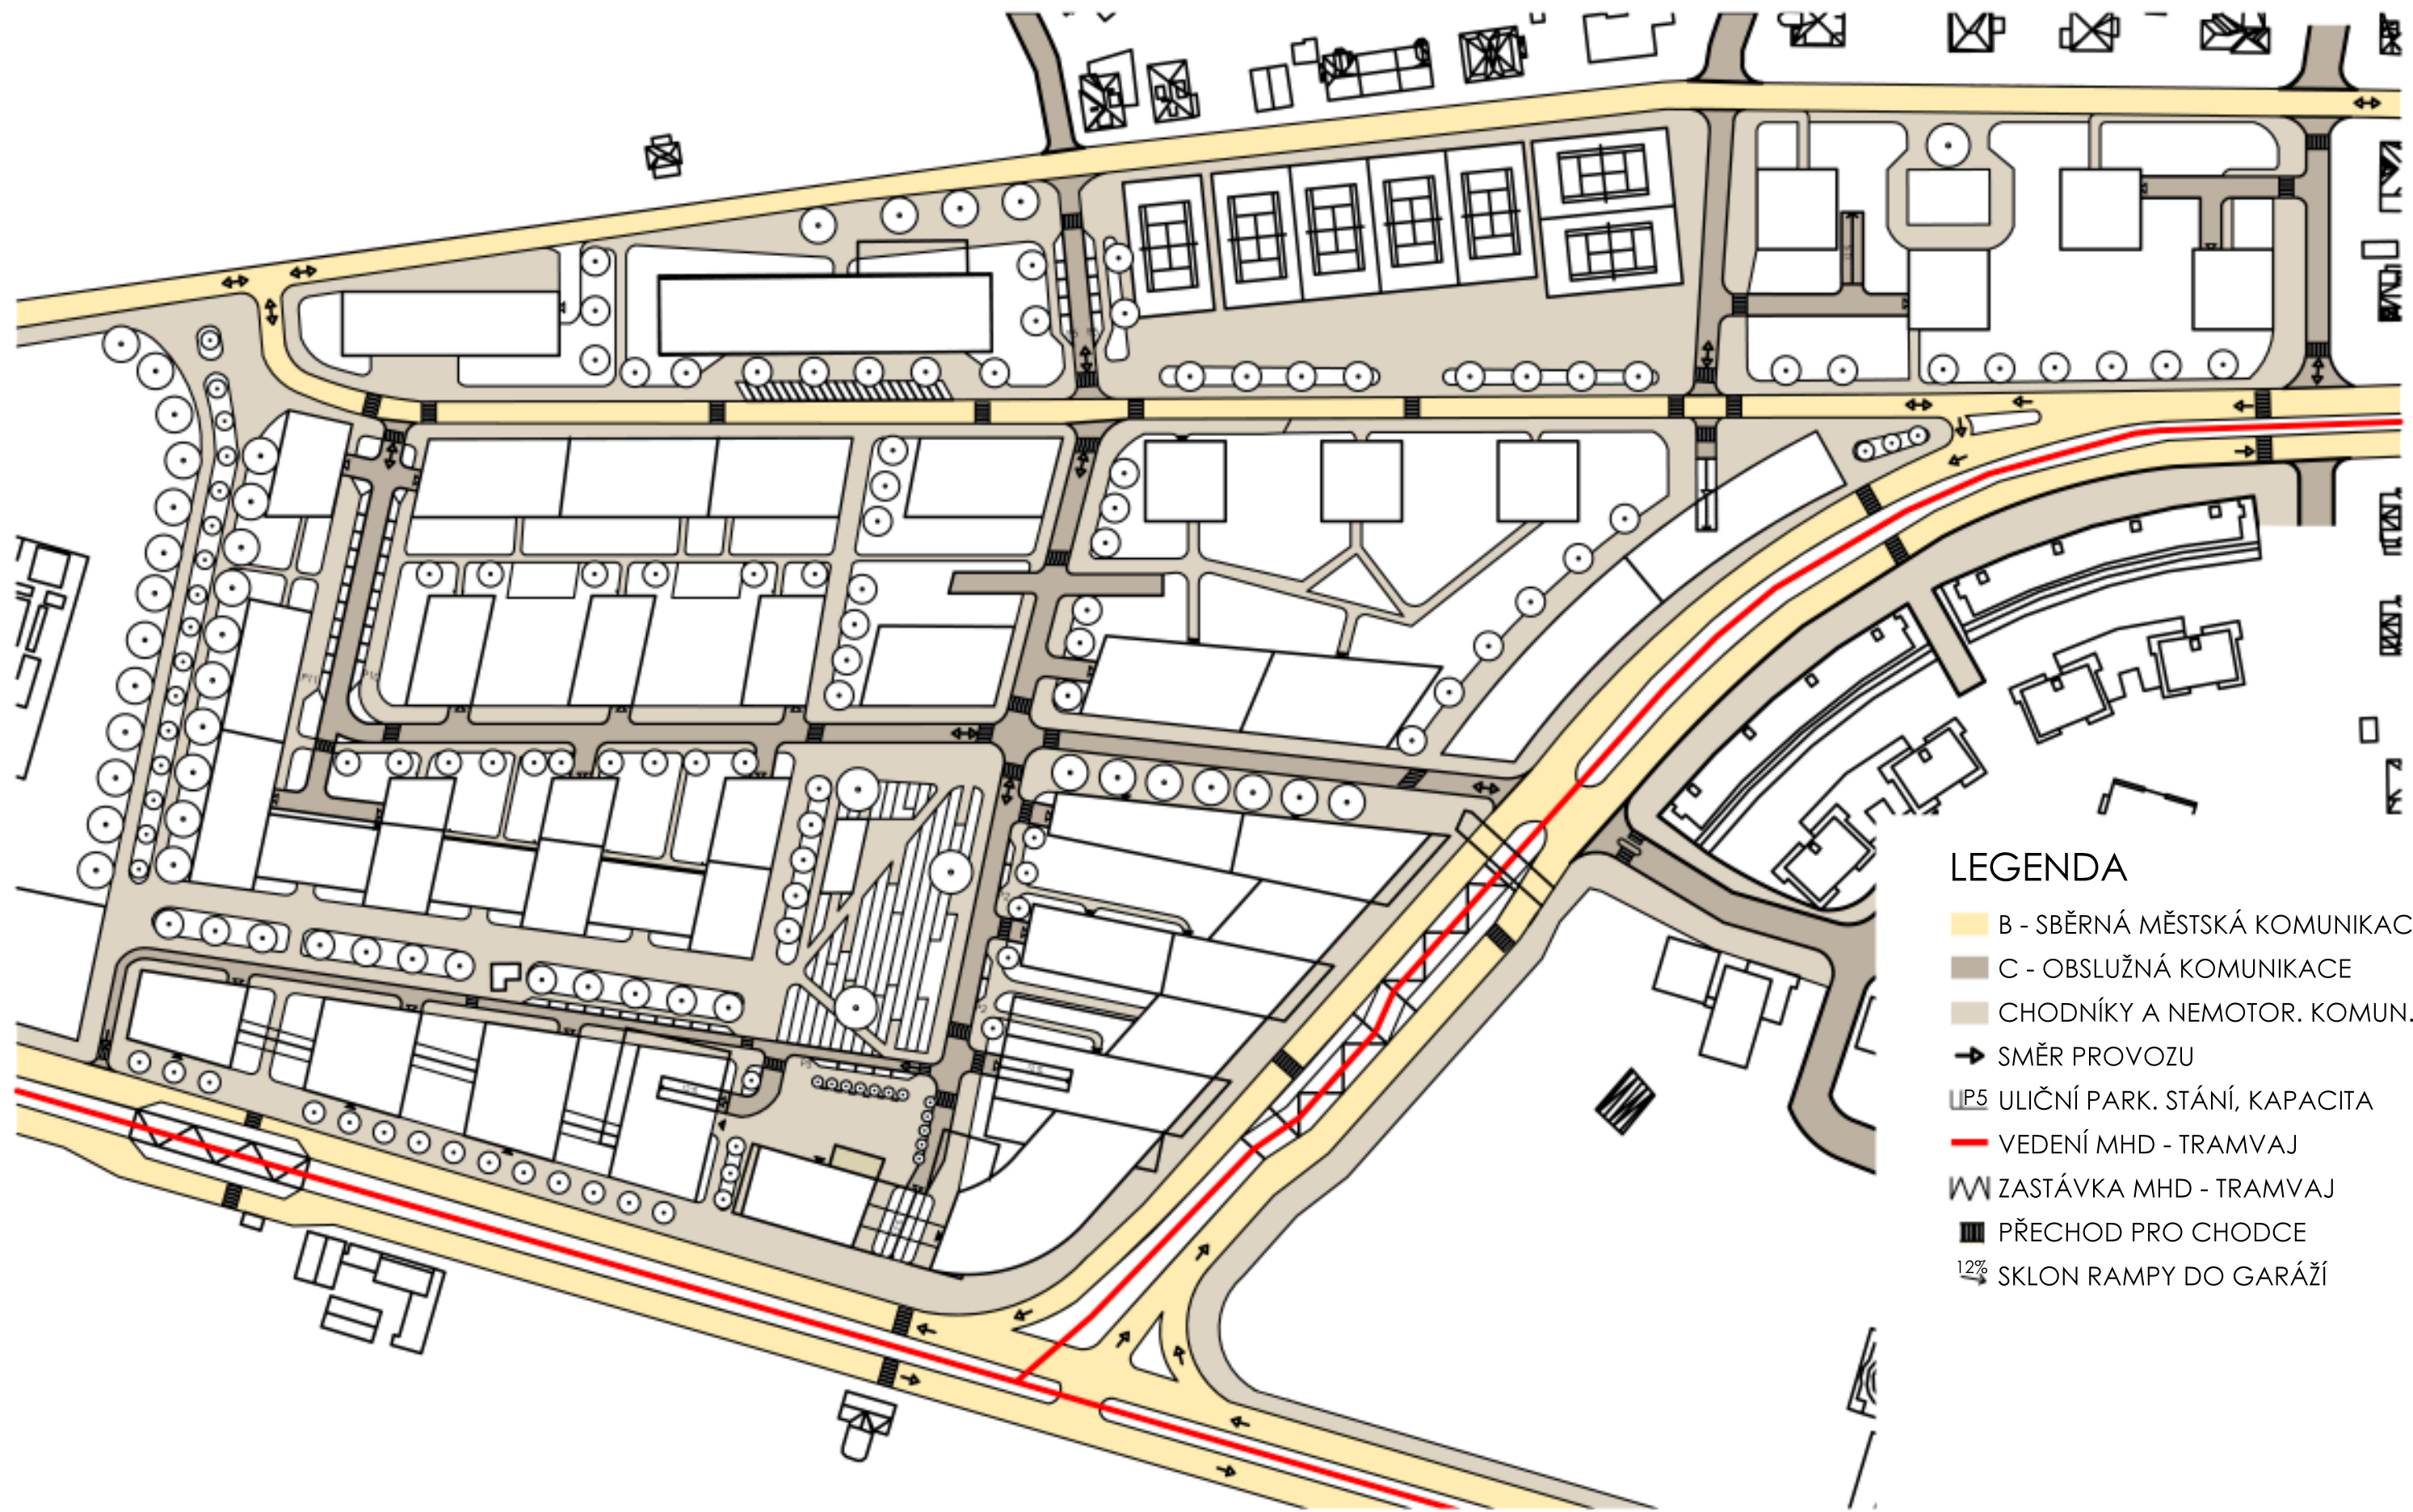 LEGENDA
B - SBĚRNÁ MĚSTSKÁ KOMUNIKAC
C - OBSLUŽNÁ KOMUNIKACE
CHODNÍKY A NEMOTOR. KOMUN.
SMĚR PROVOZU
P5 ULIČNÍ PARK. STÁNÍ, KAPACITA
VEDENÍ MHD - TRAMVAJ
ZASTÁVKA MHD - TRAMVAJ
PŘECHOD PRO CHODCE
12% SKLON RAMPY DO GARÁŽÍ